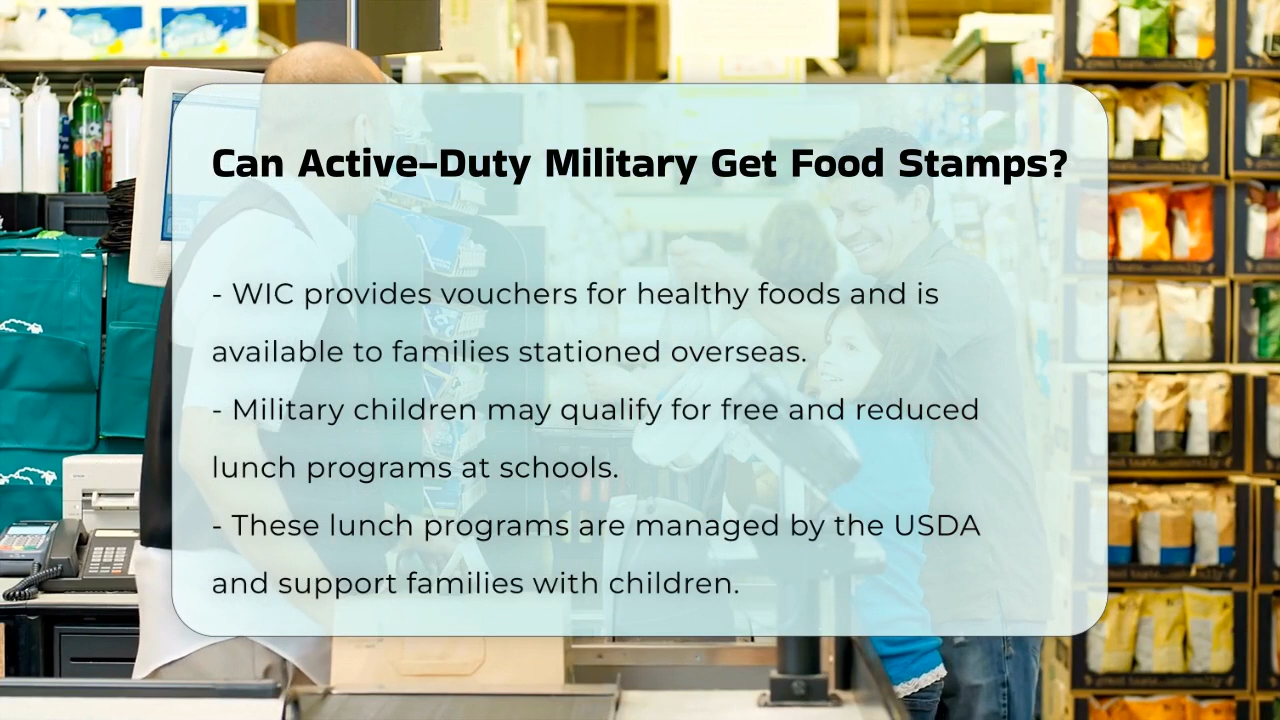 Can Active–Duty Military Get Food Stamps?
- WIC provides vouchers for healthy foods and is
available to families stationed overseas.
- Military children may qualify for free and reduced
lunch programs at schools.
- These lunch programs are managed by the USDA
and support families with children.